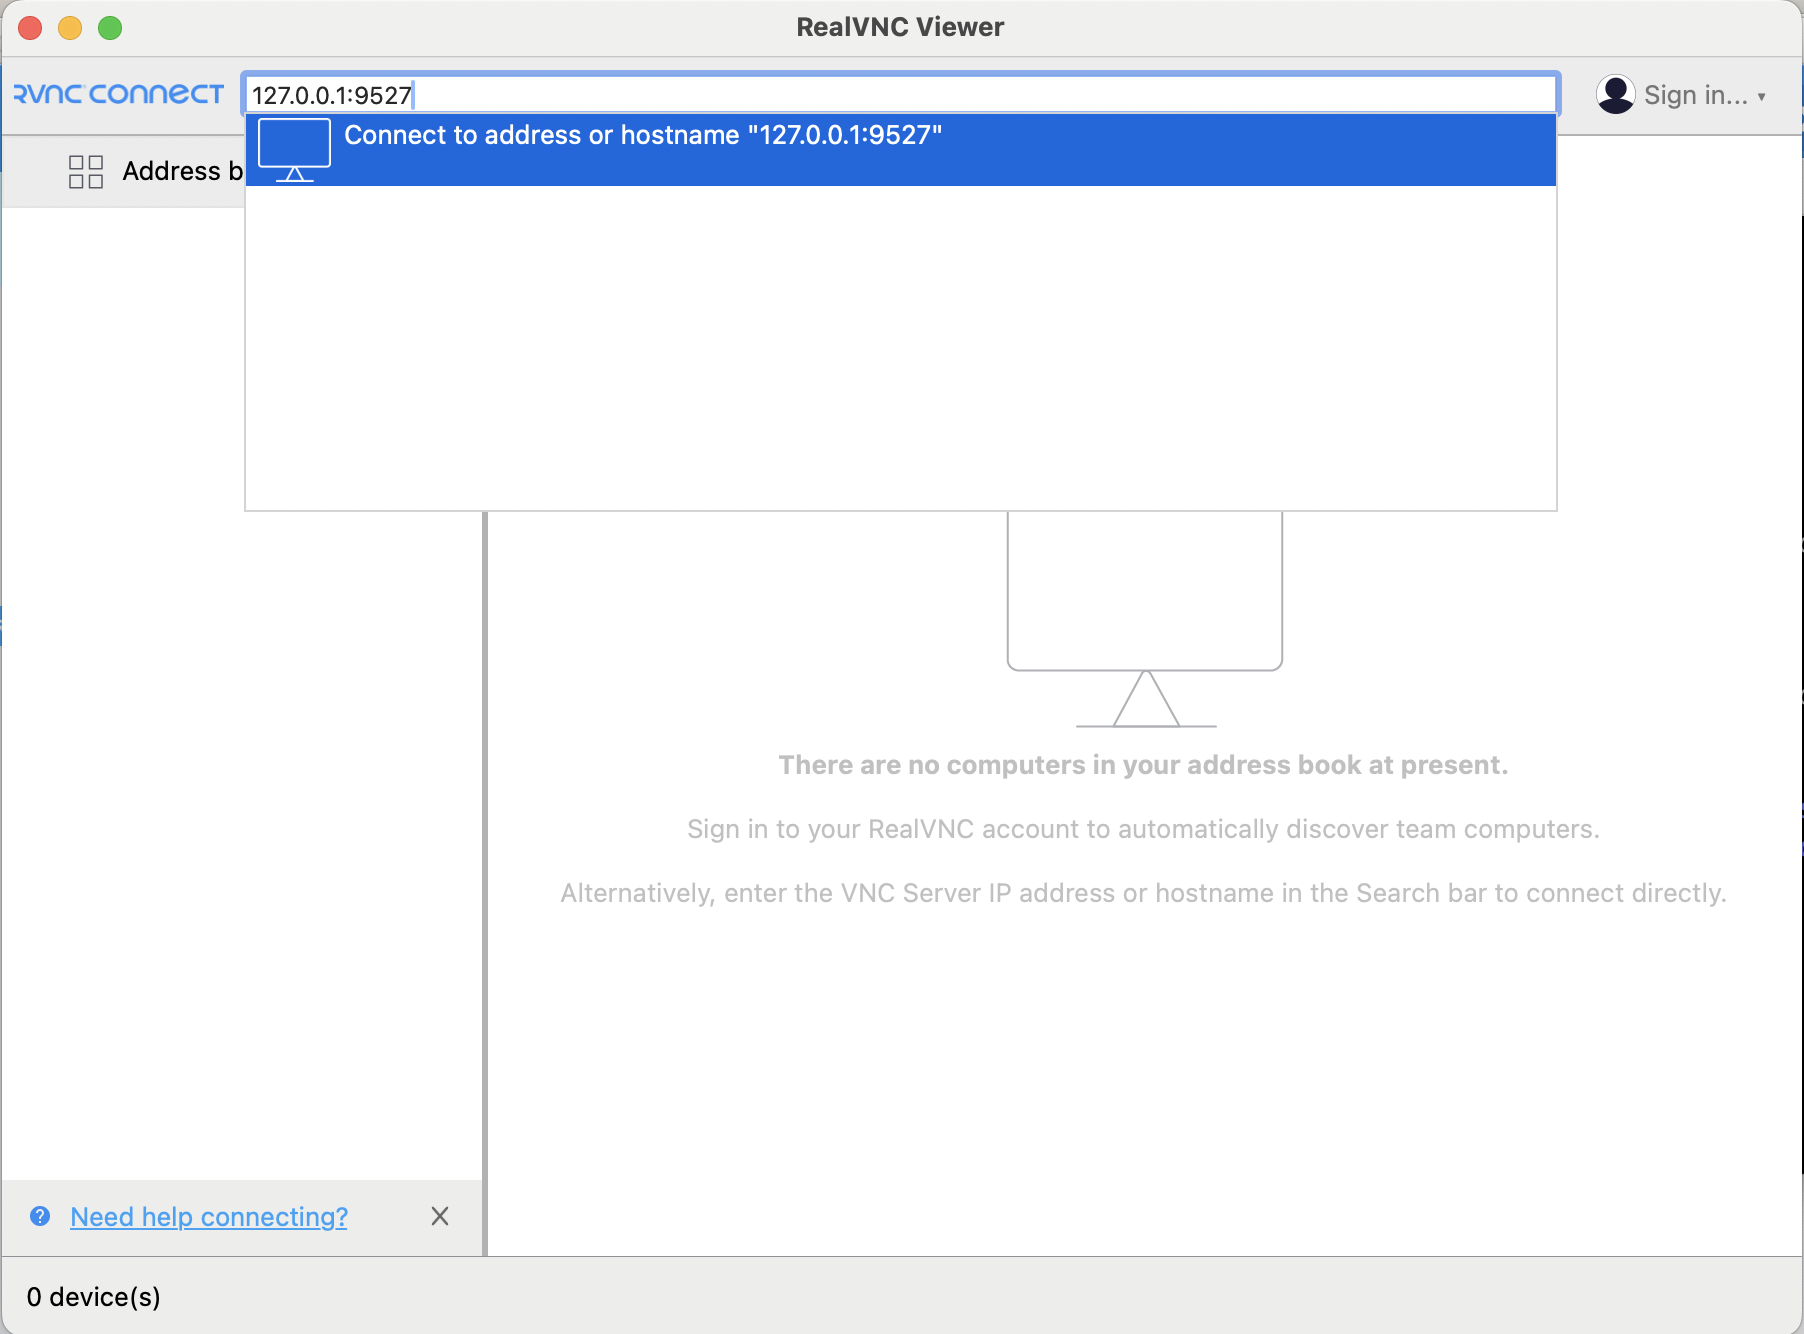 RealVNC Viewer
RVNC CONNECT
127.0.0.1:9527
Sign in...
Connect to address or hostname "127.0.0.1:9527"
Address b
There are no computers in your address book at present.
Sign in to your RealVNC account to automatically discover team computers.
Alternatively, enter the VNC Server IP address or hostname in the Search bar to connect directly.
? Need help connecting?
0 device(s)